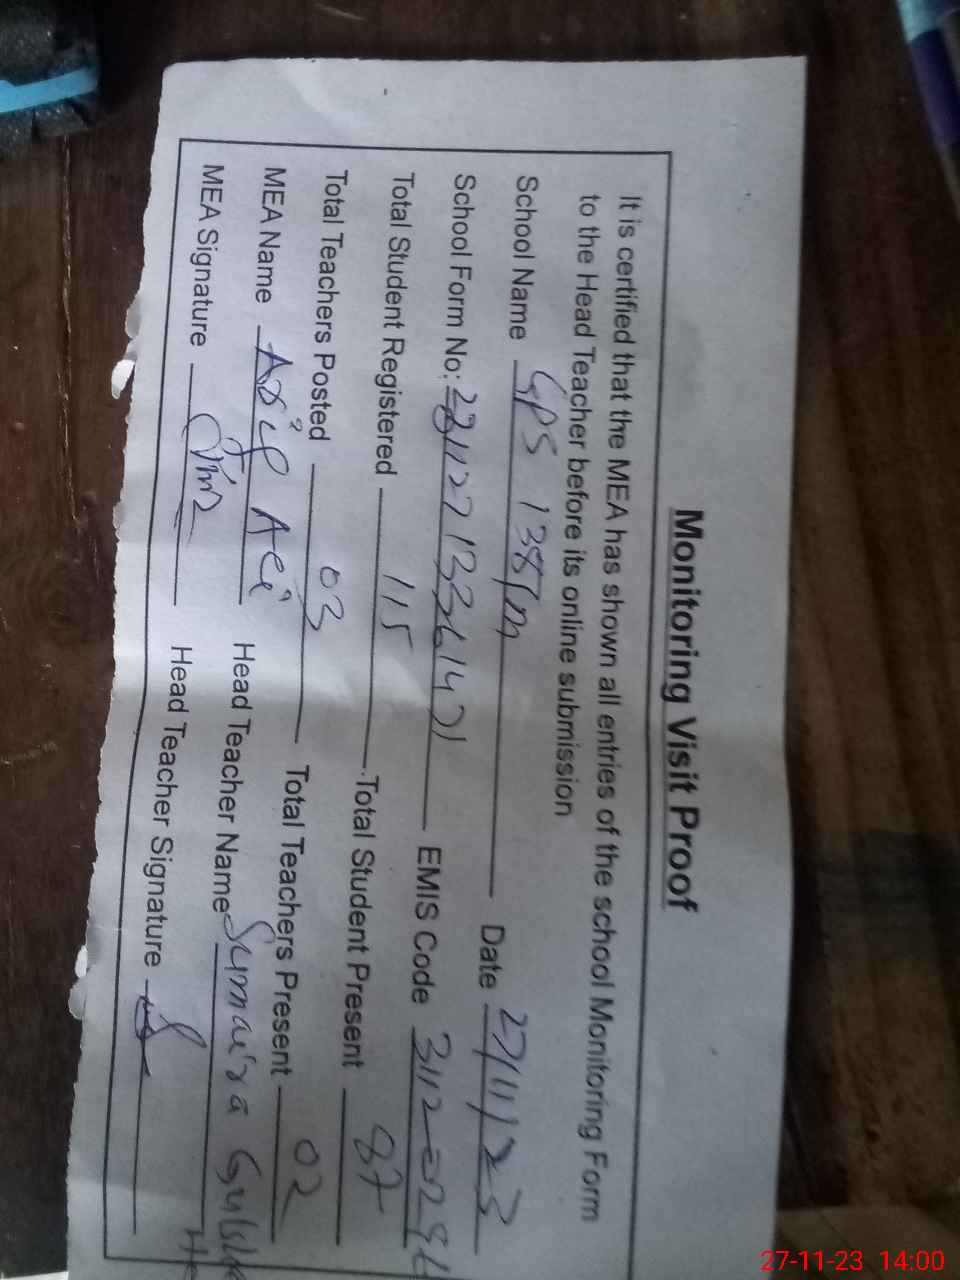 Monitoring Visit Proof
It is certified that the MEA has shown all entries of the school Monitoring Form
to the Head Teacher before its online submission
School Name GPS 138/m Date 27/11/23
School Form No: EMIS Code
Total Student Registered 115 Total Student Present 87
Total Teachers Posted 03 Total Teachers Present 02
MEA Name Asif Ali Head Teacher Name Sumaira
MEA Signature Head Teacher Signature
27-11-23 14:00